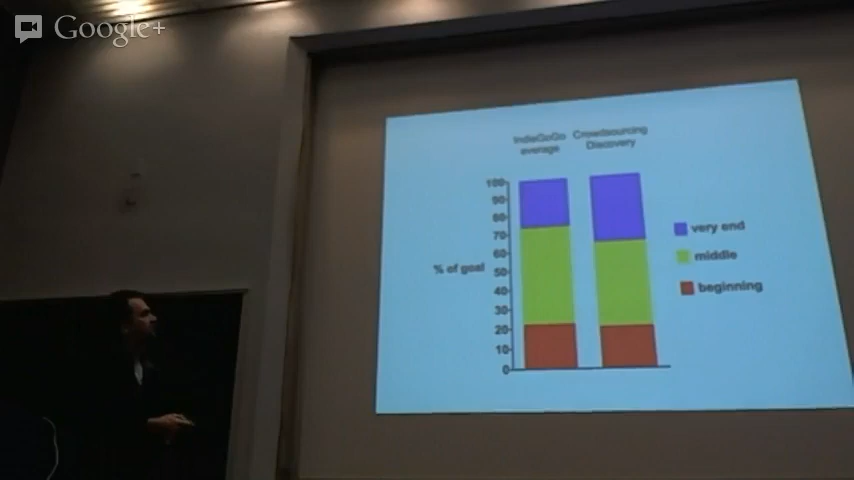 Google+
IndieGoGo Crowdsourcing
average Discovery
100
90
80
70
60
50
40
30
20
10
0
% of goal
very end
middle
beginning